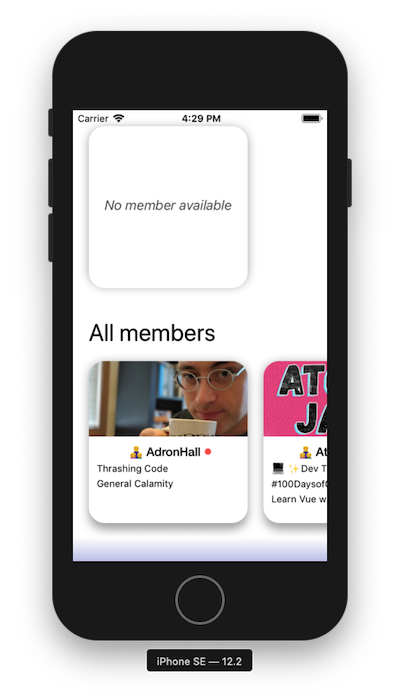 Carrier 4:29 PM
No member available
All members
ATO
JA
AdronHall
At
Thrashing Code
Dev T
General Calamity
#100Daysof
Learn Vue w
iPhone SE — 12.2